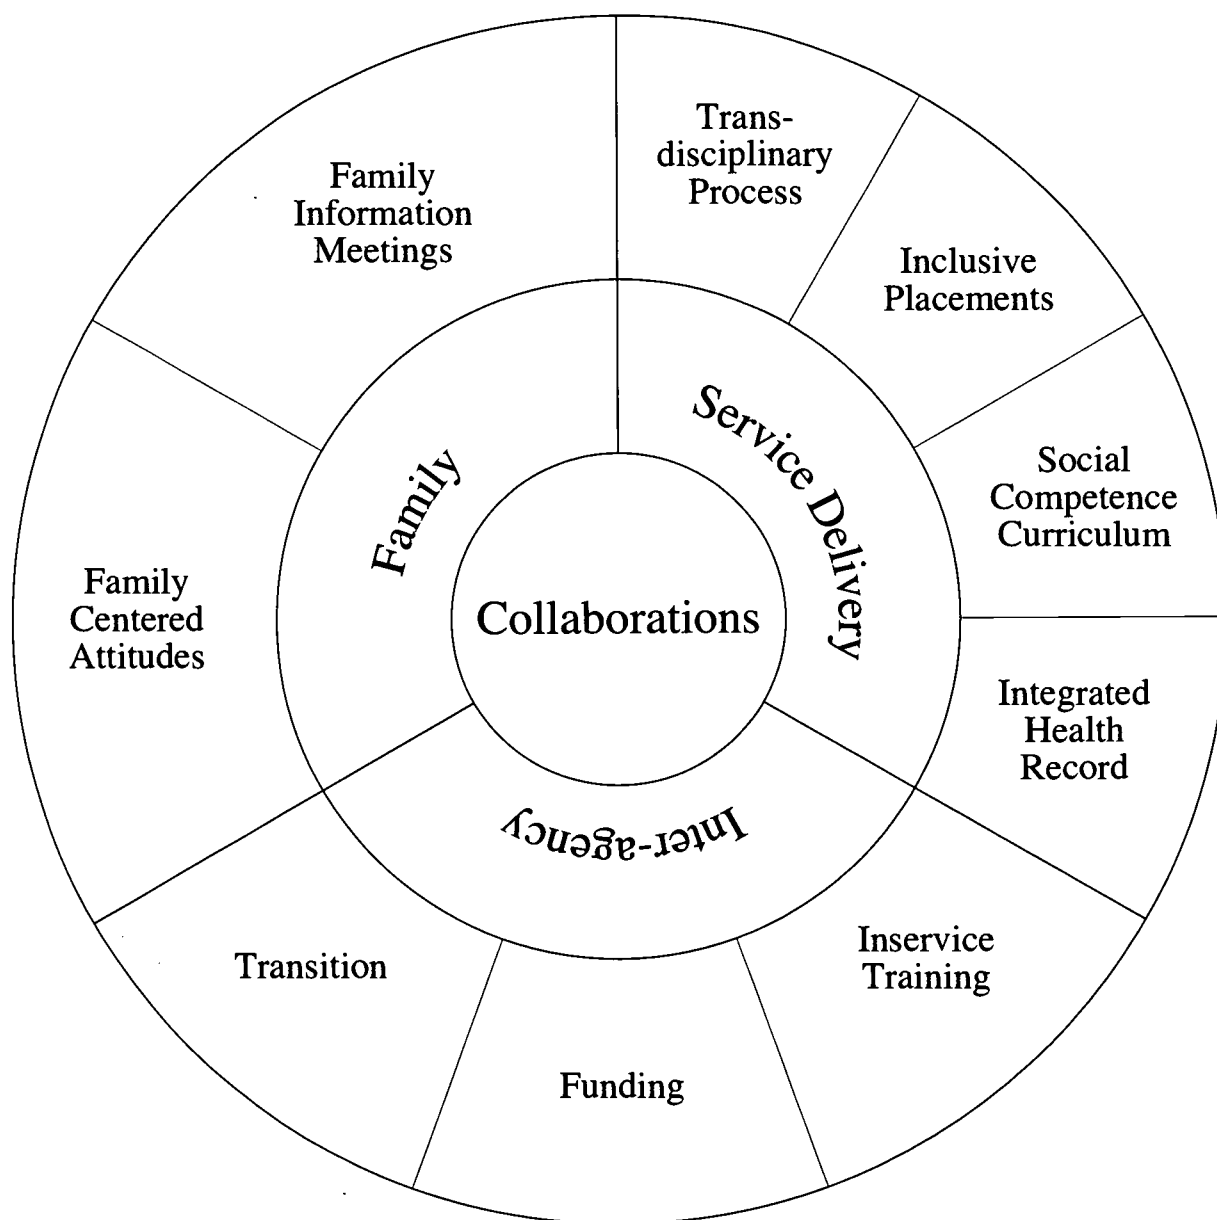 Trans-
disciplinary
Process
Family
Information
Meetings
Inclusive
Placements
Service Delivery
Social
Competence
Curriculum
Family
Collaborations
Family
Centered
Attitudes
Integrated
Health
Record
Inter-agency
Inservice
Training
Transition
Funding